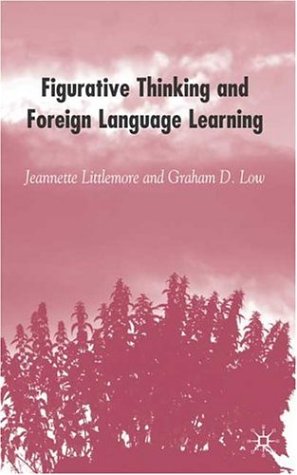 Figurative Thinking and
Foreign Language Learning
Jeannette Littlemore and Graham D. Low